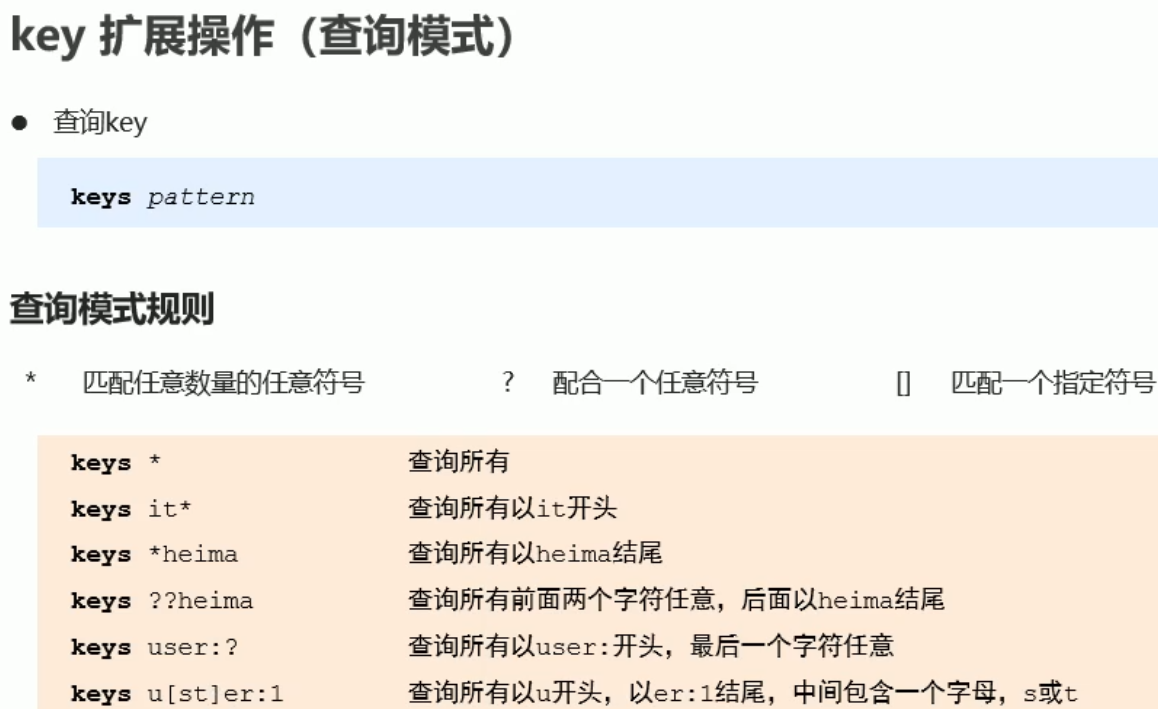 key 扩展操作（查询模式）
● 查询key
keys pattern
查询模式规则
* 匹配任意数量的任意符号 ? 配合一个任意符号 [] 匹配一个指定符号
keys * 查询所有
keys it* 查询所有以it开头
keys *heima 查询所有以heima结尾
keys ??heima 查询所有前面两个字符任意，后面以heima结尾
keys user:? 查询所有以user:开头，最后一个字符任意
keys u[st]er:1 查询所有以u开头，以er:1结尾，中间包含一个字母，s或t